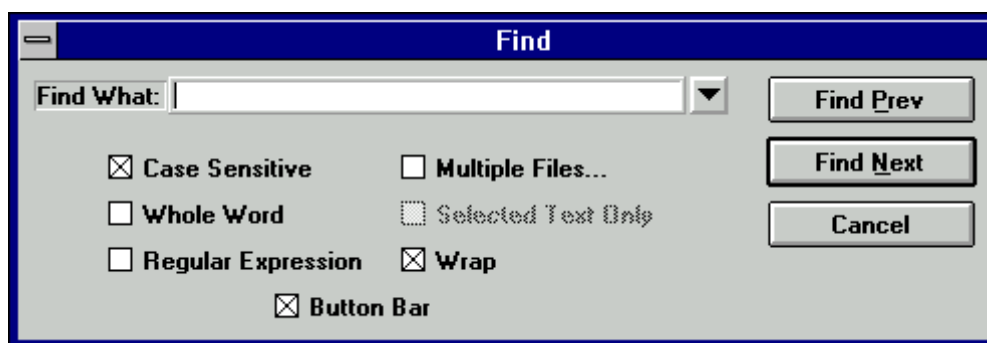 Find
Find What:
Find Prev
Case Sensitive
Multiple Files...
Find Next
Whole Word
Selected Text Only
Cancel
Regular Expression
Wrap
Button Bar